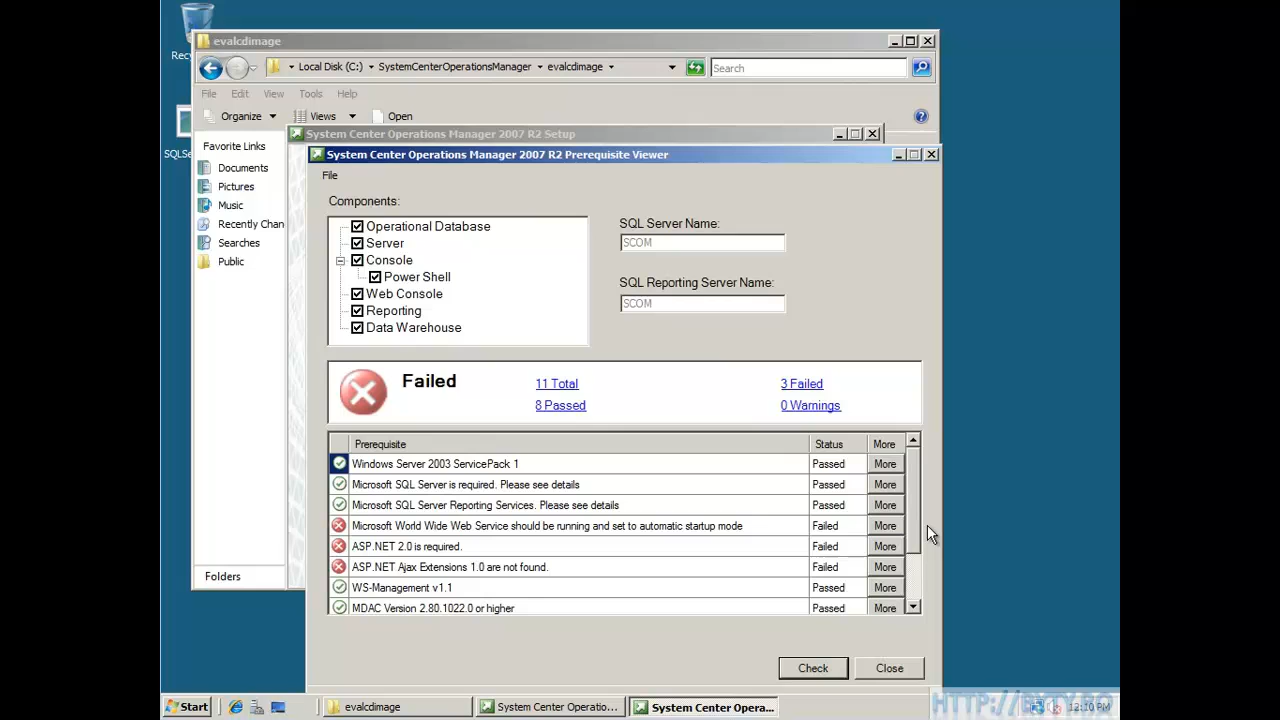 Recy
evalcdimage
Local Disk (C:) SystemCenterOperationsManager evalcdimage
Search
File Edit View Tools Help
Organize Views Open
System Center Operations Manager 2007 R2 Setup
SQLSe
Favorite Links
Documents
Pictures
Music
Recently Chan
Searches
Public
Folders
System Center Operations Manager 2007 R2 Prerequisite Viewer
File
Components:
Operational Database
Server
Console
Power Shell
Web Console
Reporting
Data Warehouse
SQL Server Name:
SCOM
SQL Reporting Server Name:
SCOM
Failed
11 Total
3 Failed
8 Passed
0 Warnings
Prerequisite Status More
Windows Server 2003 ServicePack 1 Passed More
Microsoft SQL Server is required. Please see details Passed More
Microsoft SQL Server Reporting Services. Please see details Passed More
Microsoft World Wide Web Service should be running and set to automatic startup mode Failed More
ASP.NET 2.0 is required. Failed More
ASP.NET Ajax Extensions 1.0 are not found. Failed More
WS-Management v1.1 Passed More
MDAC Version 2.80.1022.0 or higher Passed More
Check Close
Start evalcdimage System Center Operatio... System Center Opera... 12:10 PM